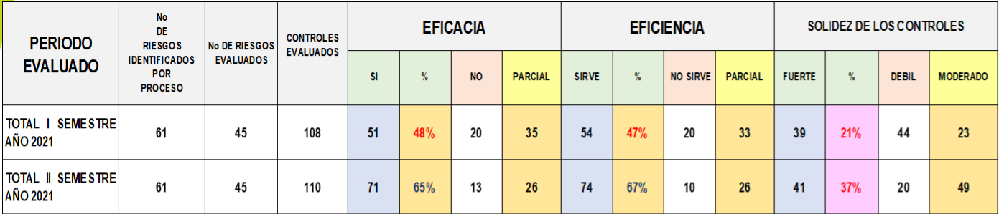 PERIODO EVALUADO
No DE RIESGOS IDENTIFICADOS POR PROCESO
No DE RIESGOS EVALUADOS
CONTROLES EVALUADOS
EFICACIA
EFICIENCIA
SOLIDEZ DE LOS CONTROLES
SI % NO PARCIAL SIRVE % NO SIRVE PARCIAL FUERTE % DEBIL MODERADO
TOTAL I SEMESTRE AÑO 2021 61 45 108 51 48% 20 35 54 47% 20 33 39 21% 44 23
TOTAL II SEMESTRE AÑO 2021 61 45 110 71 65% 13 26 74 67% 10 26 41 37% 20 49